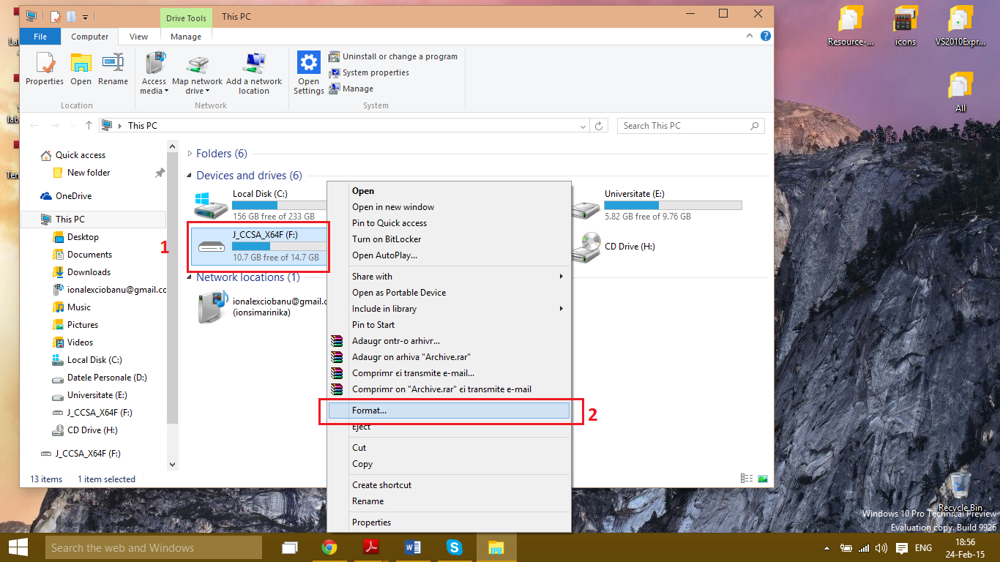 Drive Tools
This PC
File
Computer
View
Manage
Properties
Open
Rename
Access media
Map network drive
Add a network location
Open Settings
Uninstall or change a program
System properties
Manage
Location
Network
System
This PC
Search This PC
Quick access
New folder
OneDrive
This PC
Desktop
Documents
Downloads
ionalexciobanu@gmail.co
Music
Pictures
Videos
Local Disk (C:)
Datele Personale (D:)
Universitate (E:)
J_CCSA_X64F (F:)
CD Drive (H:)
J_CCSA_X64F (F:)
13 items
1 item selected
Folders (6)
Devices and drives (6)
Local Disk (C:)
156 GB free of 233 GB
1
J_CCSA_X64F (F:)
10.7 GB free of 14.7 GB
Network locations (1)
ionalexciobanu@gmail.c
(ionsimarinika)
Universitate (E:)
5.82 GB free of 9.76 GB
CD Drive (H:)
Open
Open in new window
Pin to Quick access
Turn on BitLocker
Open AutoPlay...
Share with
Open as Portable Device
Include in library
Pin to Start
Adaugr ontr-o arhivr...
Adaugr on arhiva "Archive.rar"
Comprimr єi transmite e-mail...
Comprimr on "Archive.rar" єi transmite e-mail
Format...
2
Eject
Cut
Copy
Create shortcut
Rename
Properties
Resource-...
icons
VS2010Expr...
All
Recycle Bin
Windows 10 Pro Technical Preview
Evaluation copy. Build 9926
Search the web and Windows
ENG
18:56
24-Feb-15